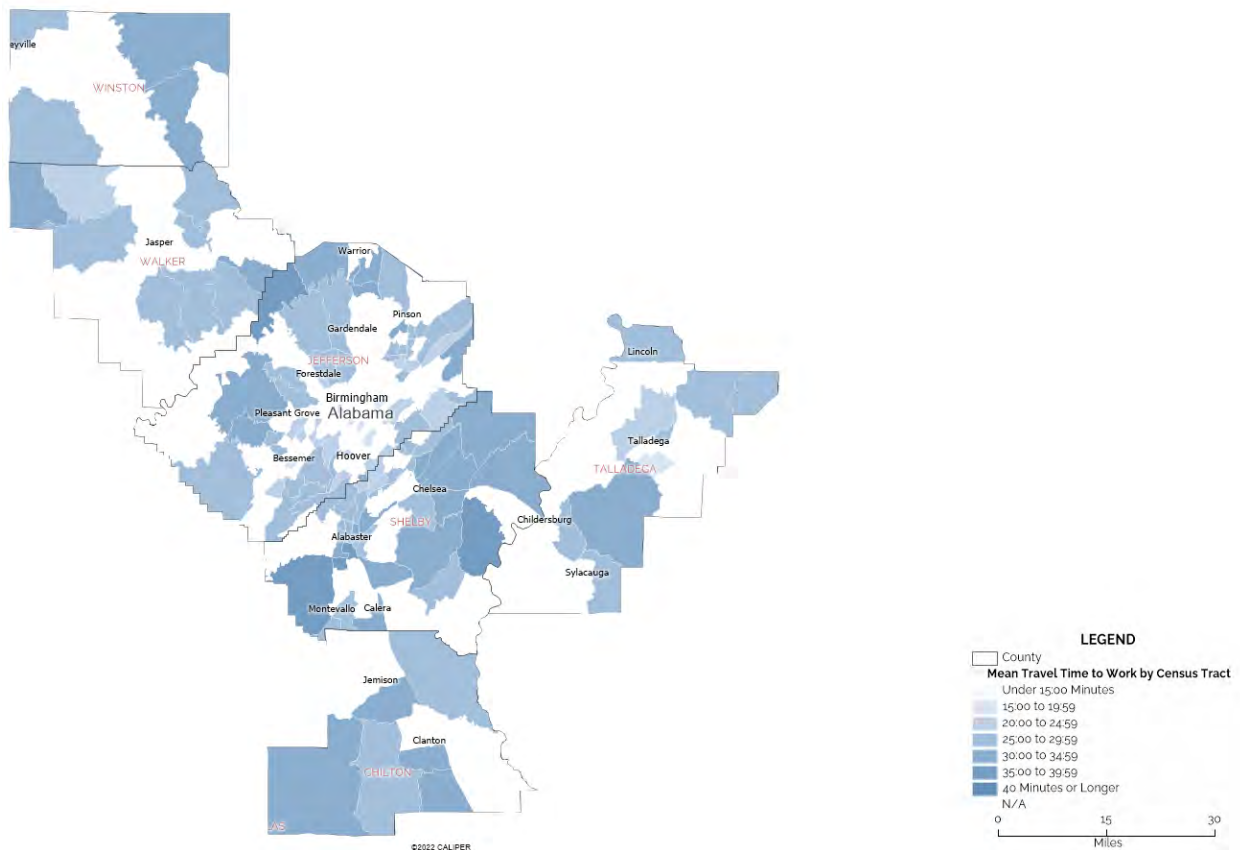 eyville
WINSTON
Jasper
WALKER
Warrior
Pinson
Gardendale
JEFFERSON
Forestdale
Birmingham
Alabama
Pleasant Grove
Bessemer
Hoover
Lincoln
Talladega
TALLADEGA
Chelsea
SHELBY
Childersburg
Alabaster
Sylacauga
Montevallo
Calera
Jemison
Clanton
CHILTON
AS
©2022 CALIPER
LEGEND
County
Mean Travel Time to Work by Census Tract
Under 15:00 Minutes
15:00 to 19:59
20:00 to 24:59
25:00 to 29:59
30:00 to 34:59
35:00 to 39:59
40 Minutes or Longer
N/A
0 15 30
Miles